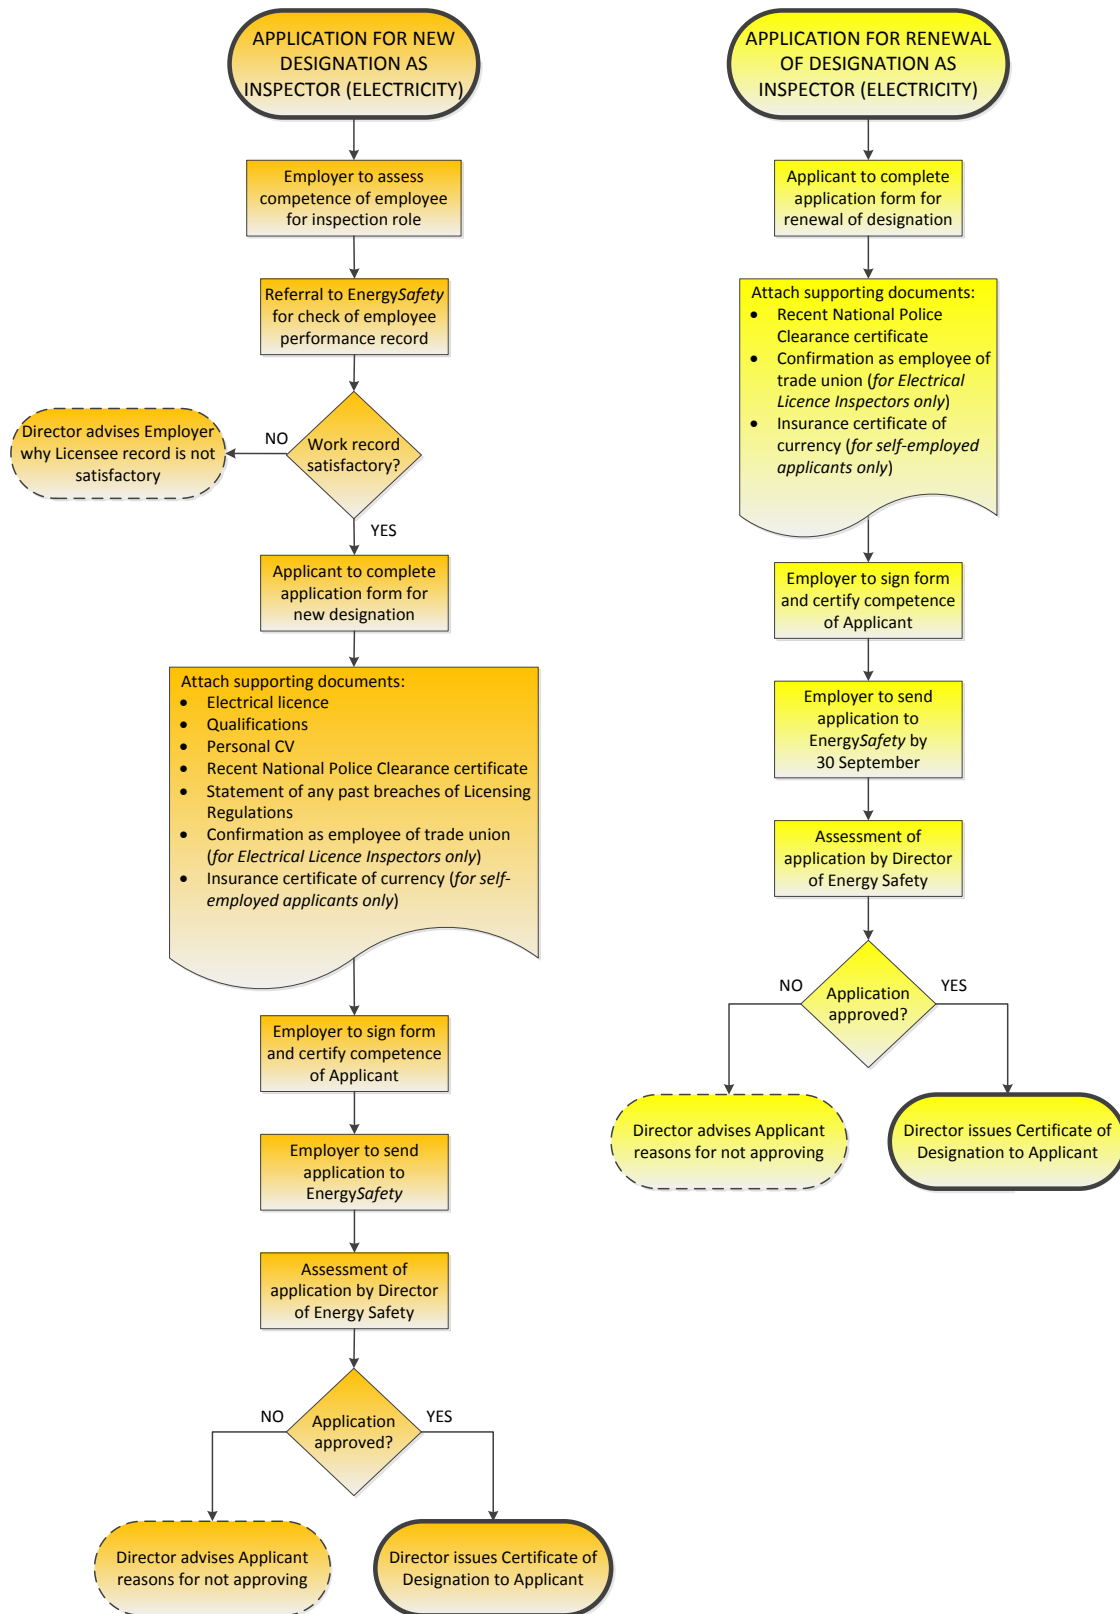 APPLICATION FOR NEW
DESIGNATION AS
INSPECTOR (ELECTRICITY)
Employer to assess
competence of employee
for inspection role
Referral to EnergySafety
for check of employee
performance record
Work record
satisfactory?
NO
Director advises Employer
why Licensee record is not
satisfactory
YES
Applicant to complete
application form for
new designation
Attach supporting documents:
• Electrical licence
• Qualifications
• Personal CV
• Recent National Police Clearance certificate
• Statement of any past breaches of Licensing
Regulations
• Confirmation as employee of trade union
(for Electrical Licence Inspectors only)
• Insurance certificate of currency (for self-
employed applicants only)
Employer to sign form
and certify competence
of Applicant
Employer to send
application to
EnergySafety
Assessment of
application by Director
of Energy Safety
Application
approved?
NO
YES
Director advises Applicant
reasons for not approving
Director issues Certificate of
Designation to Applicant
APPLICATION FOR RENEWAL
OF DESIGNATION AS
INSPECTOR (ELECTRICITY)
Applicant to complete
application form for
renewal of designation
Attach supporting documents:
• Recent National Police
Clearance certificate
• Confirmation as employee of
trade union (for Electrical
Licence Inspectors only)
• Insurance certificate of
currency (for self-employed
applicants only)
Employer to sign form
and certify competence
of Applicant
Employer to send
application to
EnergySafety by
30 September
Assessment of
application by Director
of Energy Safety
Application
approved?
NO
YES
Director advises Applicant
reasons for not approving
Director issues Certificate of
Designation to Applicant